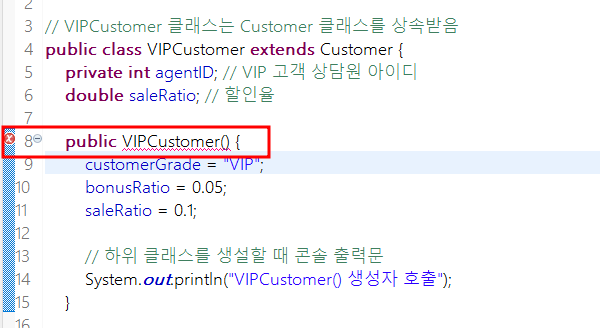 2
3 // VIPCustomer 클래스는 Customer 클래스를 상속받음
4 public class VIPCustomer extends Customer {
5 private int agentID; // VIP 고객 상담원 아이디
6 double saleRatio; // 할인율
7
8 public VIPCustomer() {
9 customerGrade = "VIP";
10 bonusRatio = 0.05;
11 saleRatio = 0.1;
12
13 // 하위 클래스를 생설할 때 콘솔 출력문
14 System.out.println("VIPCustomer() 생성자 호출");
15 }
16